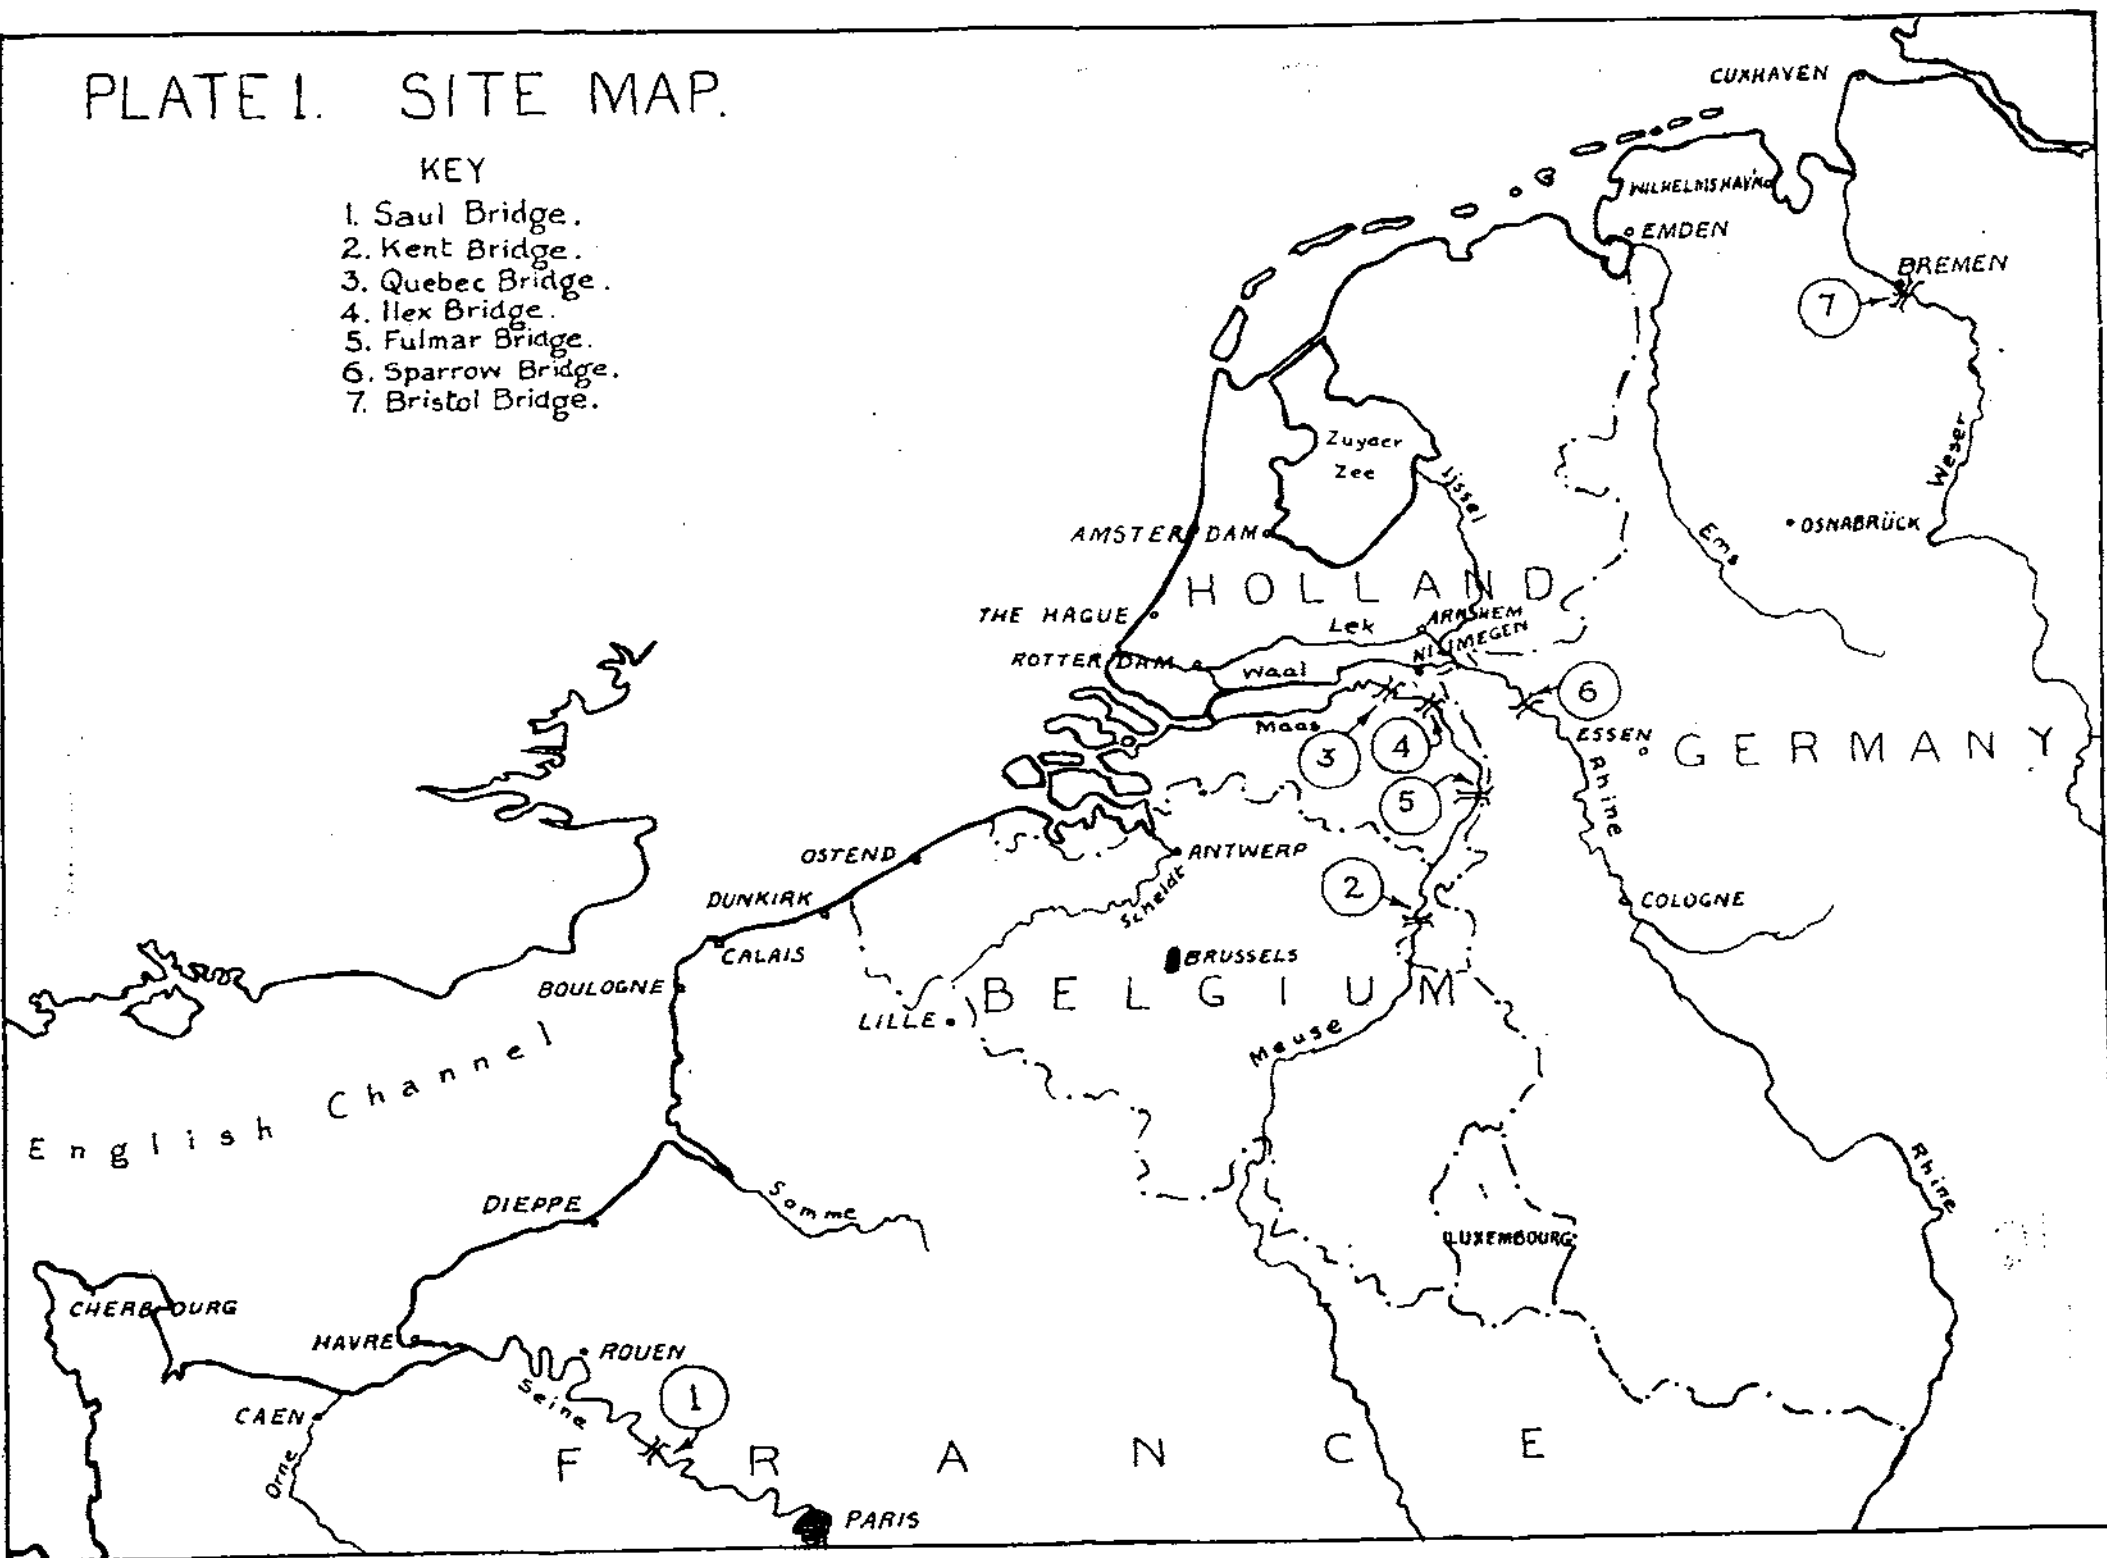 PLATE 1. SITE MAP.
KEY
1. Saul Bridge.
2. Kent Bridge.
3. Quebec Bridge.
4. Ilex Bridge.
5. Fulmar Bridge.
6. Sparrow Bridge.
7. Bristol Bridge.
CUXHAVEN
WILHELMSHAVN
EMDEN
BREMEN
7
Zuyder
Zee
Ijssel
Weser
AMSTERDAM
OSNABRÜCK
Ems
HOLLAND
THE HAGUE
Lek
ARNHEM
NIJMEGEN
ROTTERDAM
Waal
6
Maas
3
4
ESSEN
GERMANY
Rhine
5
OSTEND
ANTWERP
Scheldt
2
DUNKIRK
COLOGNE
CALAIS
BRUSSELS
BOULOGNE
BELGIUM
LILLE
Meuse
English Channel
Rhine
DIEPPE
Somme
LUXEMBOURG
CHERBOURG
HAVRE
ROUEN
Seine
1
CAEN
Orne
FRANCE
PARIS